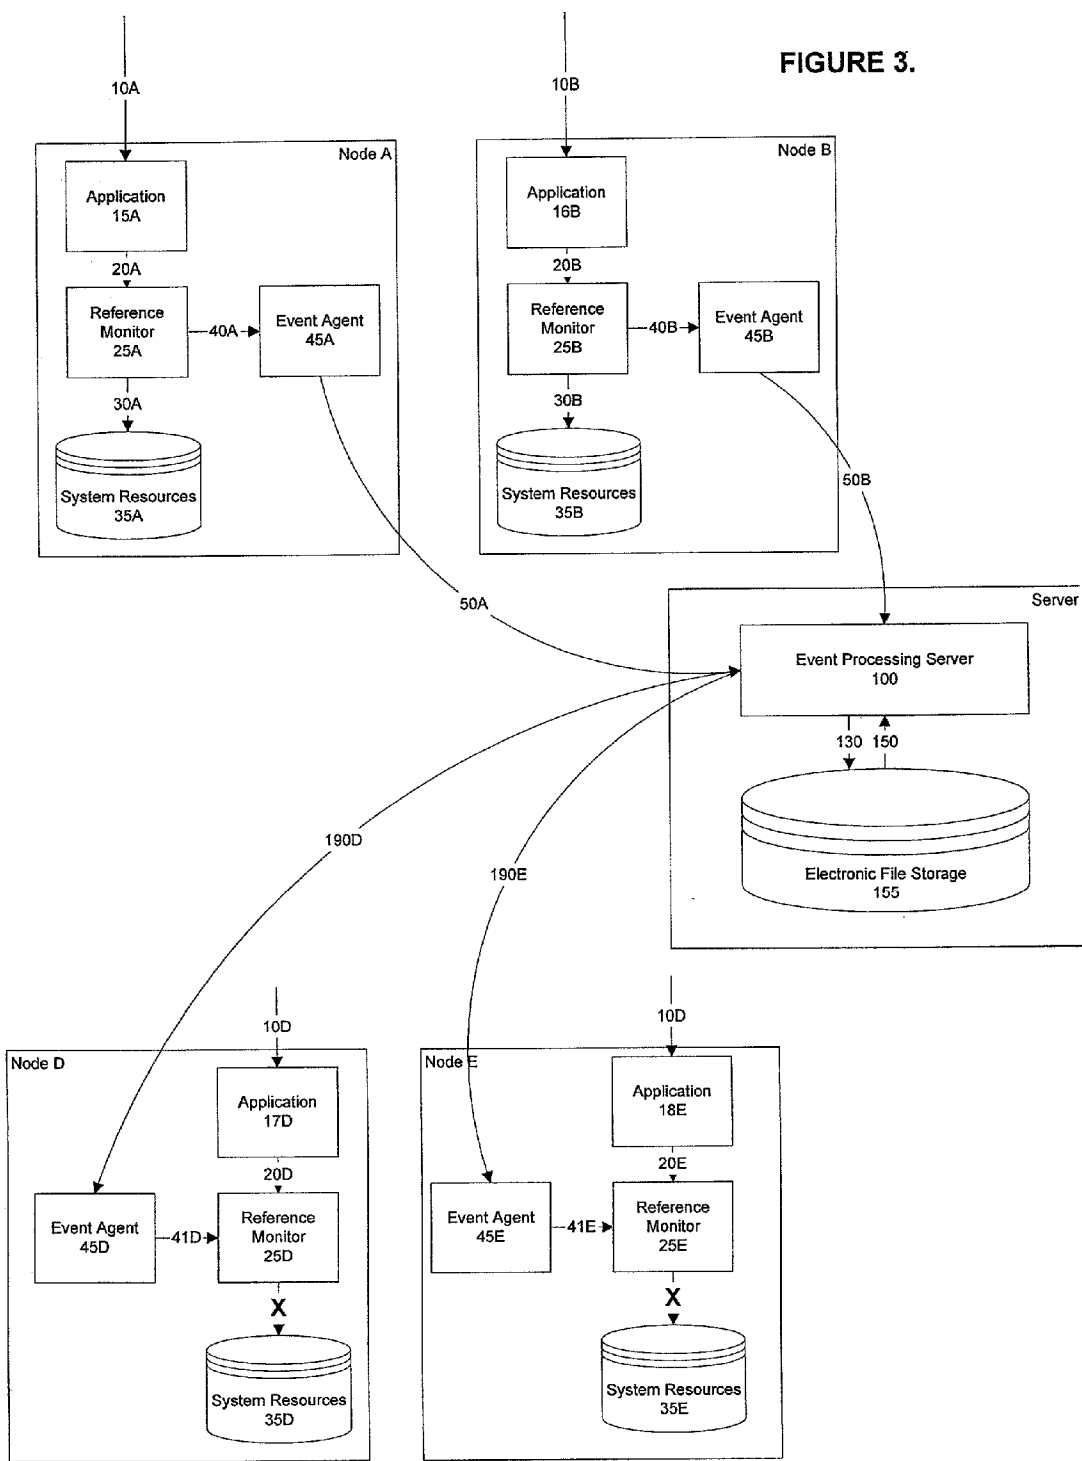 FIGURE 3.
10A
10B
Node A
Application
15A
20A
Reference
Monitor
25A
40A
Event Agent
45A
30A
System Resources
35A
Node B
Application
16B
20B
Reference
Monitor
25B
40B
Event Agent
45B
30B
System Resources
35B
50B
50A
Server
Event Processing Server
100
130
150
Electronic File Storage
155
190D
190E
10D
Node D
Application
17D
20D
Event Agent
45D
41D
Reference
Monitor
25D
X
System Resources
35D
10D
Node E
Application
18E
20E
Event Agent
45E
41E
Reference
Monitor
25E
X
System Resources
35E